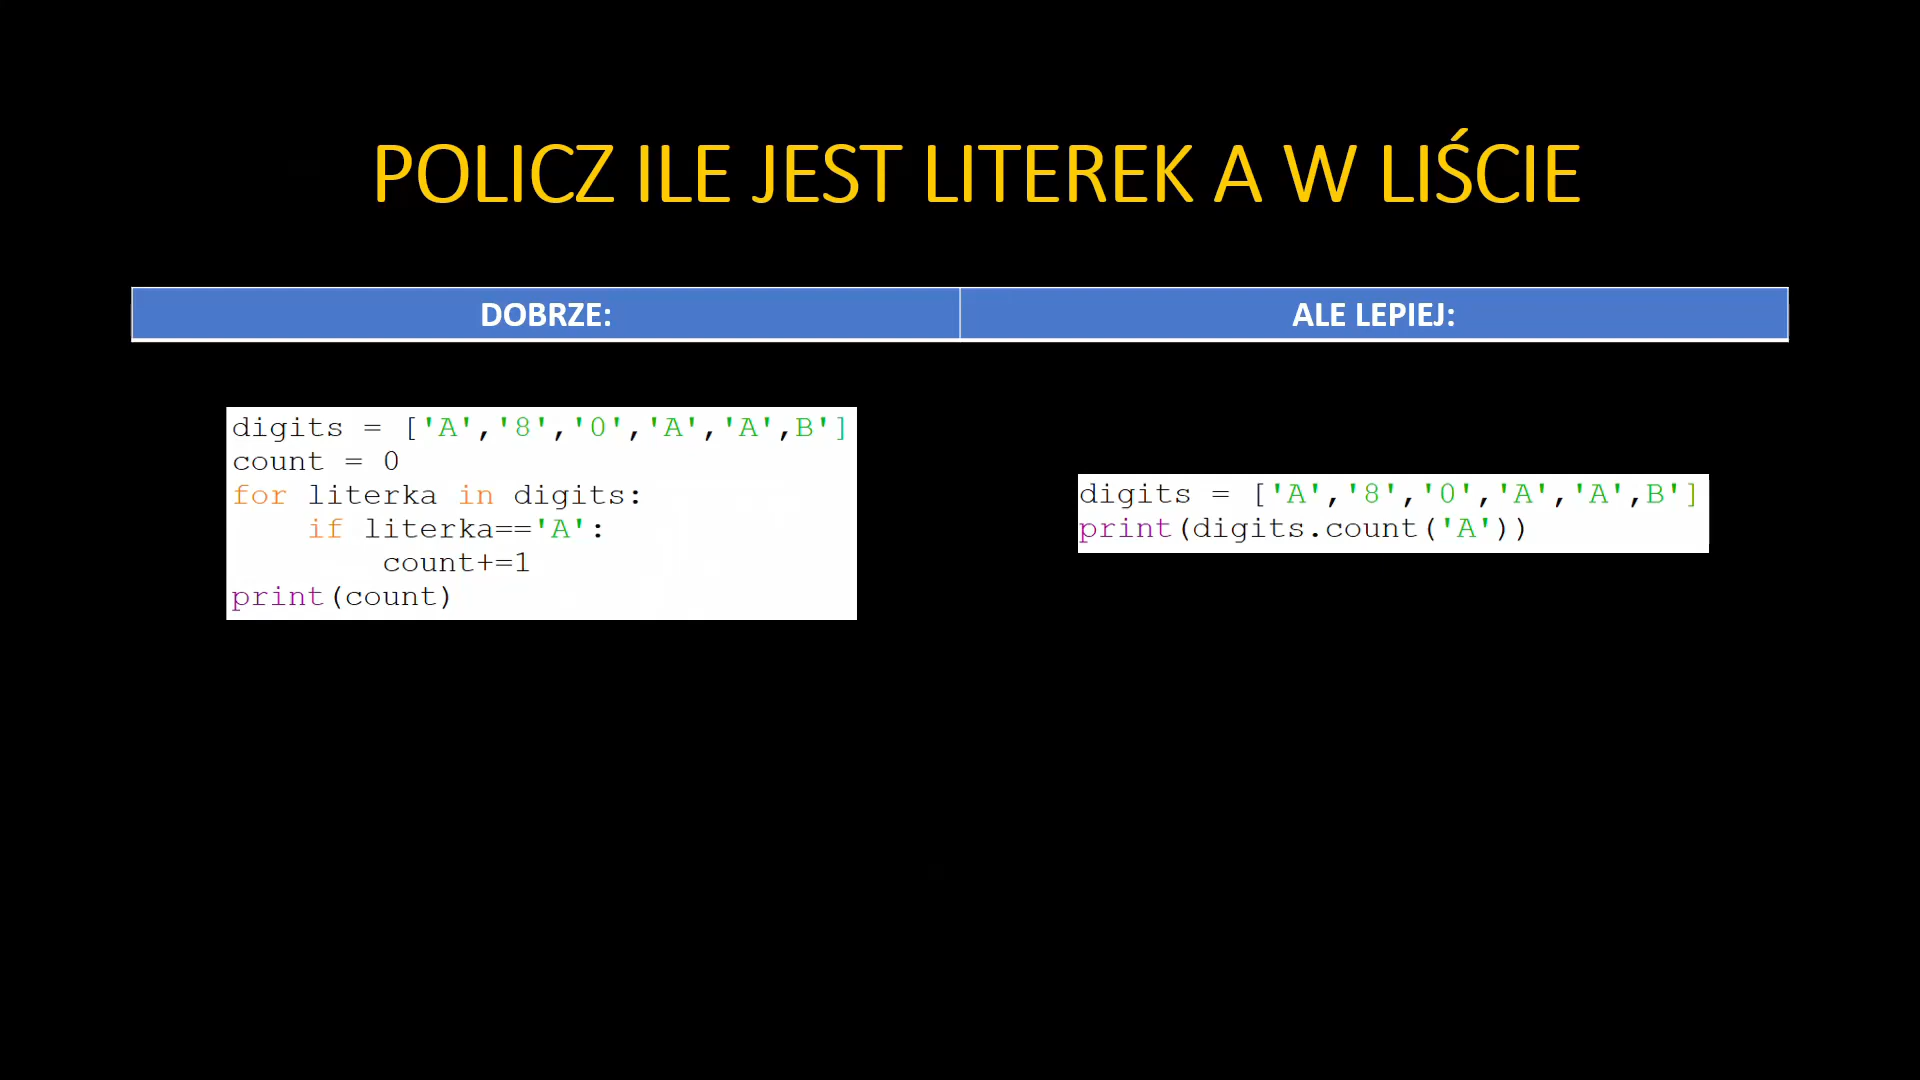 POLICZ ILE JEST LITEREK A W LIŚCIE
DOBRZE:
ALE LEPIEJ:
digits = ['A','8','0','A','A',B']
count = 0
for literka in digits:
    if literka=='A':
        count+=1
print(count)
digits = ['A','8','0','A','A',B']
print(digits.count('A'))